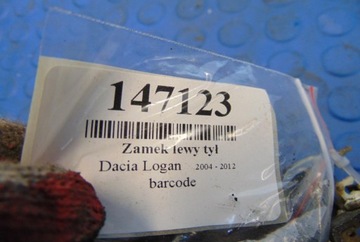 147123
Zamek lewy tył
Dacia Logan 2004 - 2012
barcode